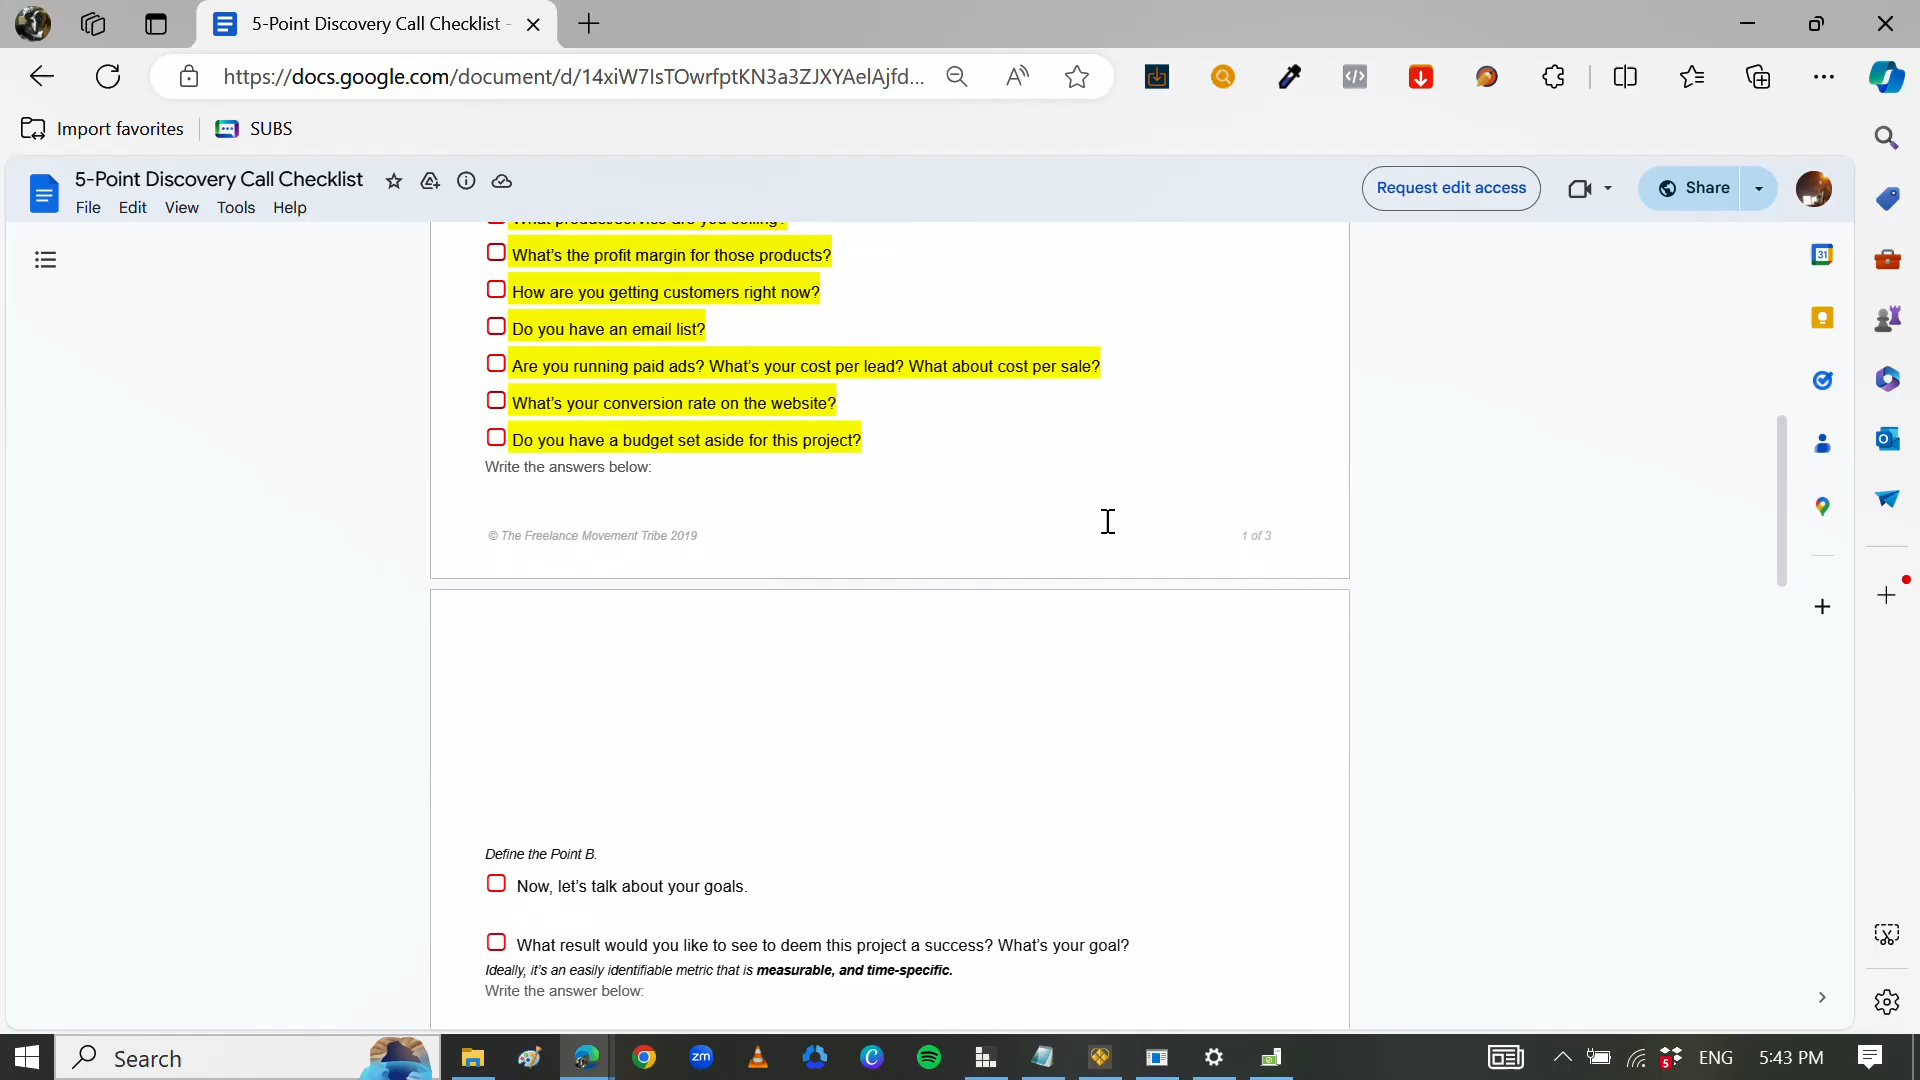 5-Point Discovery Call Checklist -
https://docs.google.com/document/d/14xiW7IsTOwrfptKN3a3ZJXYAelAjfd...
Import favorites
SUBS
5-Point Discovery Call Checklist
File Edit View Tools Help
Request edit access
Share
What's the profit margin for those products?
How are you getting customers right now?
Do you have an email list?
Are you running paid ads? What's your cost per lead? What about cost per sale?
What's your conversion rate on the website?
Do you have a budget set aside for this project?
Write the answers below:
© The Freelance Movement Tribe 2019
1 of 3
Define the Point B.
Now, let's talk about your goals.
What result would you like to see to deem this project a success? What's your goal?
Ideally, it's an easily identifiable metric that is measurable, and time-specific.
Write the answer below:
31
Search
zm
5
ENG
5:43 PM